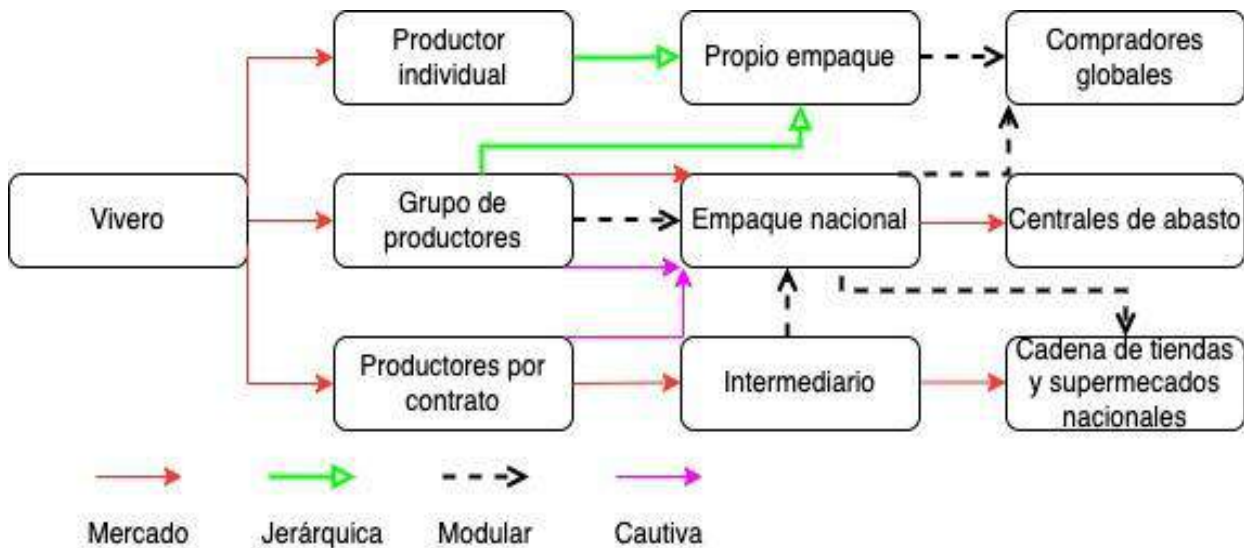 Productor
individual
Propio empaque
Compradores
globales
Vivero
Grupo de
productores
Empaque nacional
Centrales de abasto
Productores por
contrato
Intermediario
Cadena de tiendas
y supermecados
nacionales
Mercado
Jerárquica
Modular
Cautiva